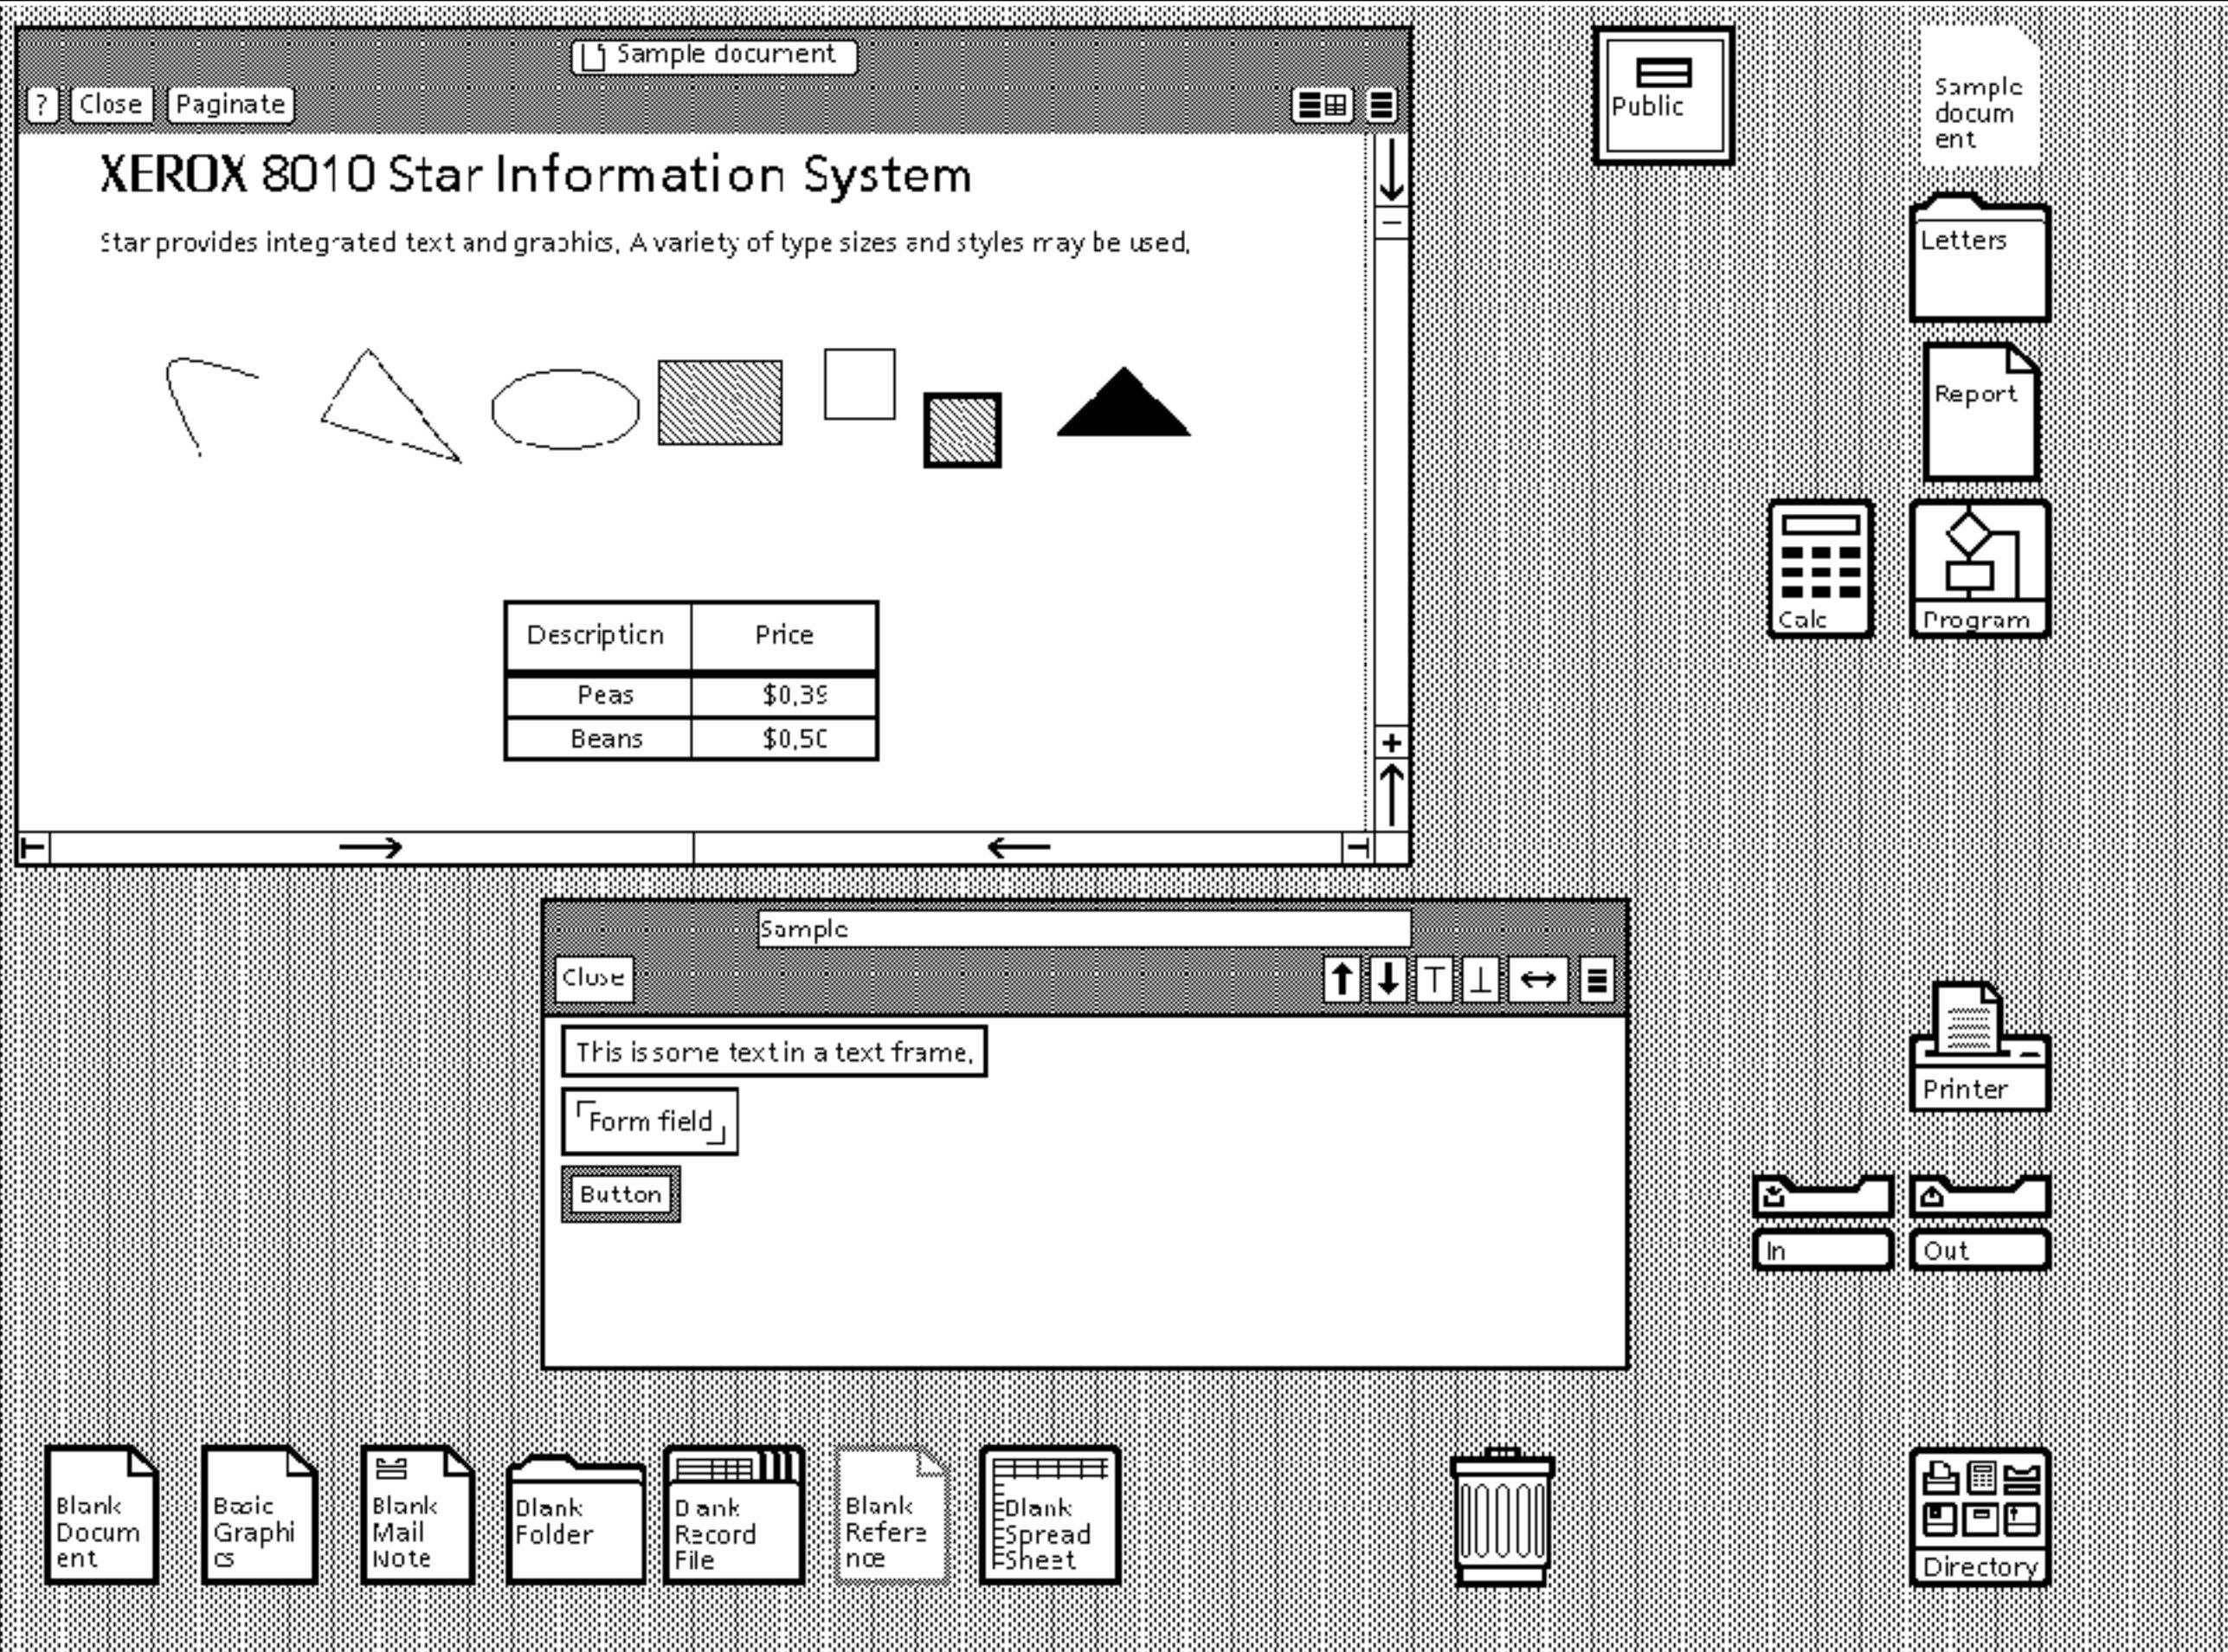 Sample document
? Close Paginate
XEROX 8010 Star Information System
Star provides integrated text and graphics. A variety of type sizes and styles may be used.
Description Price
Peas $0.39
Beans $0.50
Public
Sample
docum
ent
Letters
Report
Calc
Program
Sample
Close
This is some text in a text frame.
Form field
Button
Printer
In
Out
Blank
Docum
ent
Basic
Graphi
cs
Blank
Mail
Note
Blank
Folder
Blank
Record
File
Blank
Refere
nce
Blank
Spread
Sheet
Directory